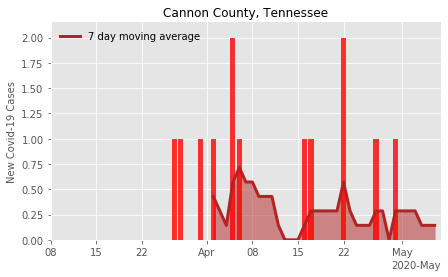 Cannon County, Tennessee
7 day moving average
New Covid-19 Cases
2.00
1.75
1.50
1.25
1.00
0.75
0.50
0.25
0.00
08 15 22 Apr 08 15 22 May
2020-May